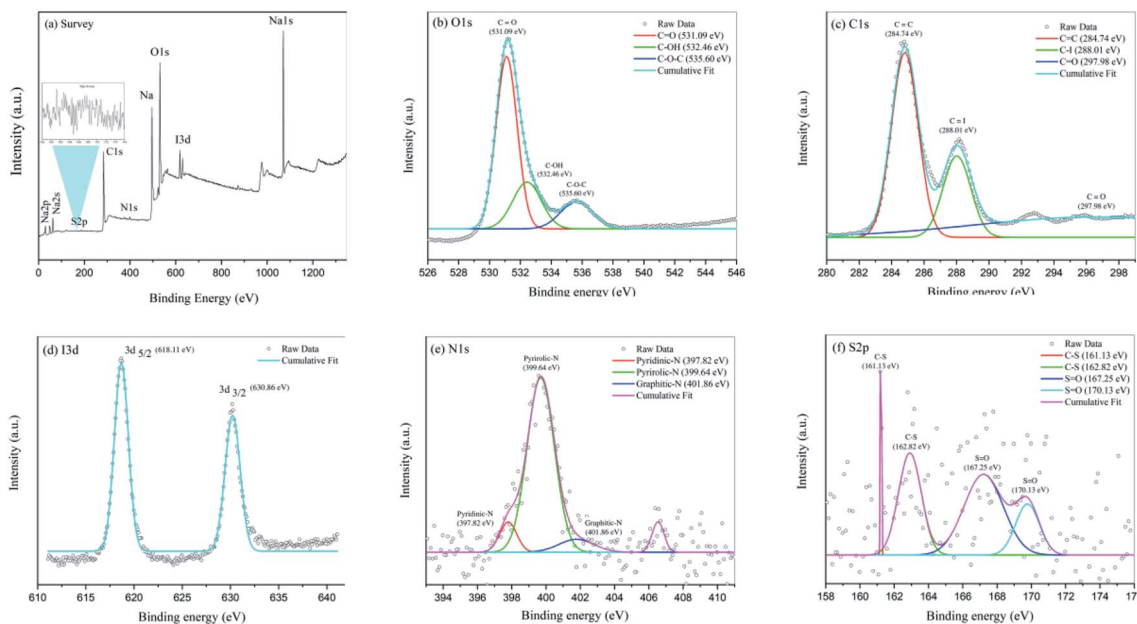 (a) Survey
Na1s
O1s
Na
I3d
C1s
N1s
S2p
Na2s
Na2p
Intensity (a.u.)
0 200 400 600 800 1000 1200
Binding Energy (eV)
(b) O1s
C = O
(531.09 eV)
C-OH
(532.46 eV)
C-O-C
(535.60 eV)
Raw Data
C=O (531.09 eV)
C-OH (532.46 eV)
C-O-C (535.60 eV)
Cumulative Fit
Intensity (a.u.)
526 528 530 532 534 536 538 540 542 544 546
Binding energy (eV)
(c) C1s
C = C
(284.74 eV)
C = I
(288.01 eV)
C = O
(297.98 eV)
Raw Data
C=C (284.74 eV)
C-I (288.01 eV)
C=O (297.98 eV)
Cumulative Fit
Intensity (a.u.)
280 282 284 286 288 290 292 294 296 298
Binding energy (eV)
(d) I3d
3d 5/2 (618.11 eV)
3d 3/2 (630.86 eV)
Raw Data
Cumulative Fit
Intensity (a.u.)
610 615 620 625 630 635 640
Binding energy (eV)
(e) N1s
Pyrirolic-N
(399.64 eV)
Pyridinic-N
(397.82 eV)
Graphitic-N
(401.86 eV)
Raw Data
Pyridinic-N (397.82 eV)
Pyrirolic-N (399.64 eV)
Graphitic-N (401.86 eV)
Cumulative Fit
Intensity (a.u.)
394 396 398 400 402 404 406 408 410
Binding energy (eV)
(f) S2p
C-S
(161.13 eV)
C-S
(162.82 eV)
S=O
(167.25 eV)
S=O
(170.13 eV)
Raw Data
C-S (161.13 eV)
C-S (162.82 eV)
S=O (167.25 eV)
S=O (170.13 eV)
Cumulative Fit
Intensity (a.u.)
158 160 162 164 166 168 170 172 174 17
Binding energy (eV)